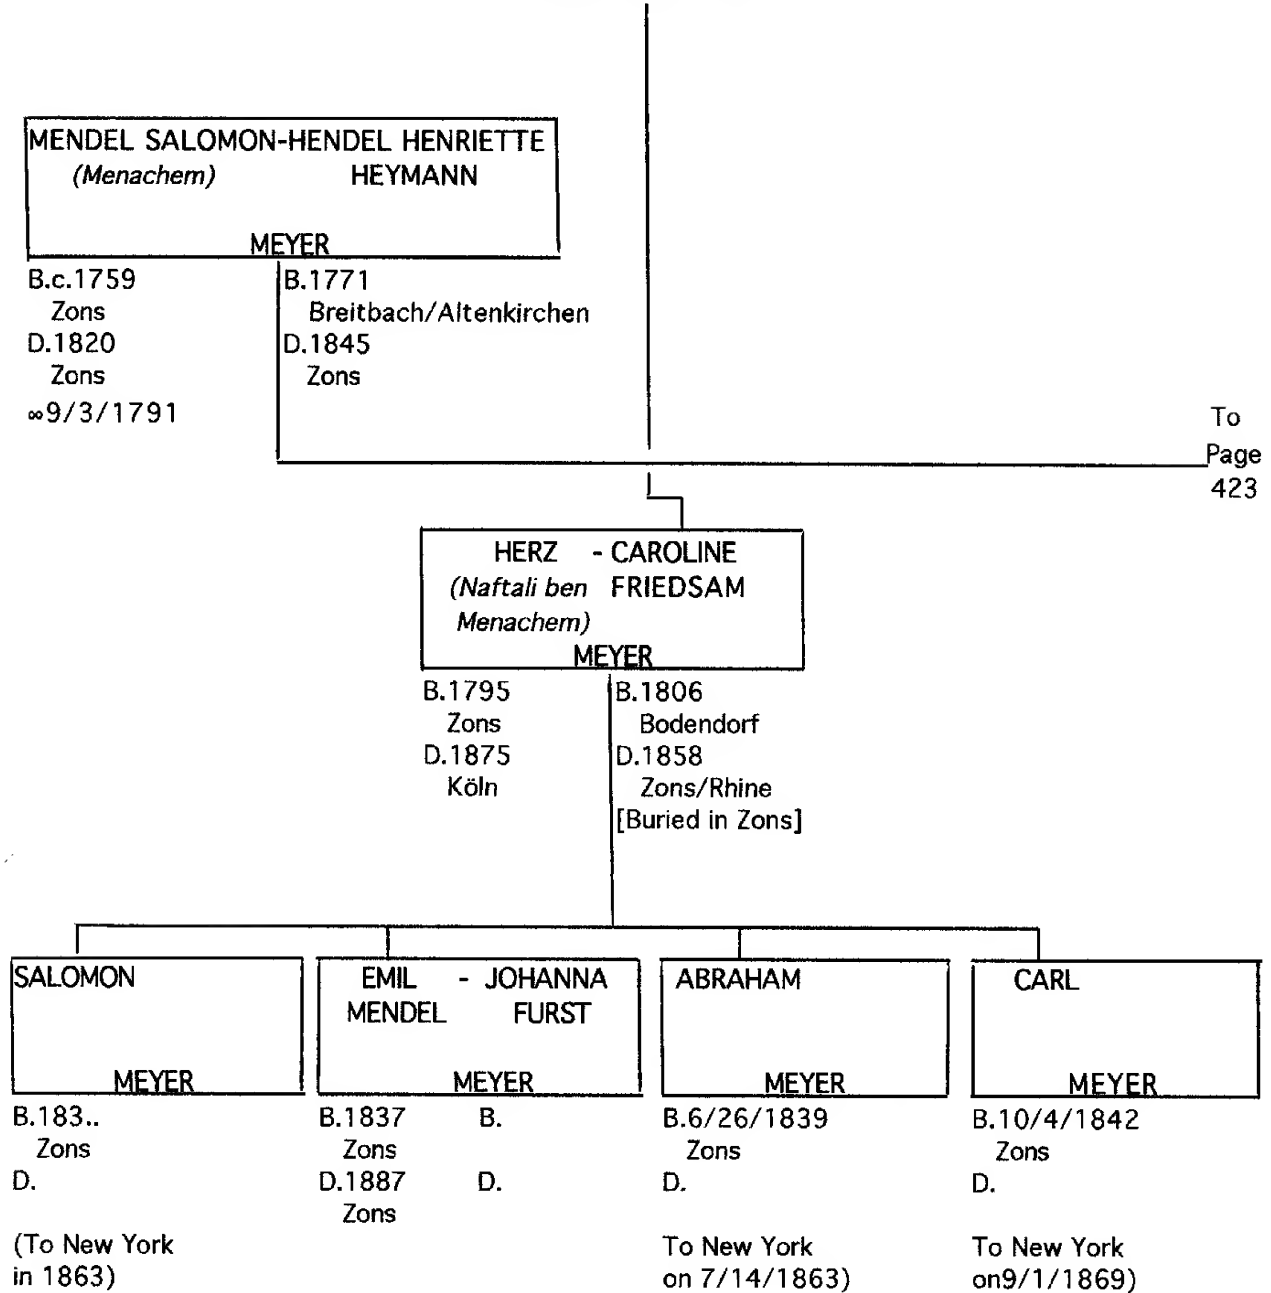 MENDEL SALOMON-HENDEL HENRIETTE
(Menachem) HEYMANN
MEYER
B.c.1759 B.1771
Zons Breitbach/Altenkirchen
D.1820 D.1845
Zons Zons
∞9/3/1791
To
Page
423
HERZ - CAROLINE
(Naftali ben FRIEDSAM
Menachem)
MEYER
B.1795 B.1806
Zons Bodendorf
D.1875 D.1858
Köln Zons/Rhine
[Buried in Zons]
SALOMON
MEYER
B.183..
Zons
D.
(To New York
in 1863)
EMIL - JOHANNA
MENDEL FURST
MEYER
B.1837 B.
Zons
D.1887 D.
Zons
ABRAHAM
MEYER
B.6/26/1839
Zons
D.
To New York
on 7/14/1863)
CARL
MEYER
B.10/4/1842
Zons
D.
To New York
on9/1/1869)